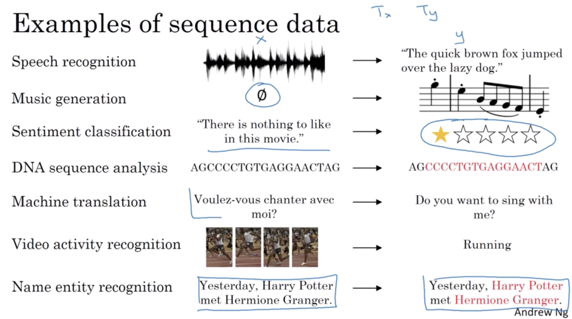 Examples of sequence data
Tx Ty
x
y
Speech recognition
“The quick brown fox jumped
over the lazy dog.”
Music generation
∅
Sentiment classification
“There is nothing to like
in this movie.”
DNA sequence analysis
AGCCCCTGTGAGGAACTAG
AGCCCCTGTGAGGAACTAG
Machine translation
Voulez-vous chanter avec
moi?
Do you want to sing with
me?
Video activity recognition
Running
Name entity recognition
Yesterday, Harry Potter
met Hermione Granger.
Yesterday, Harry Potter
met Hermione Granger.
Andrew Ng